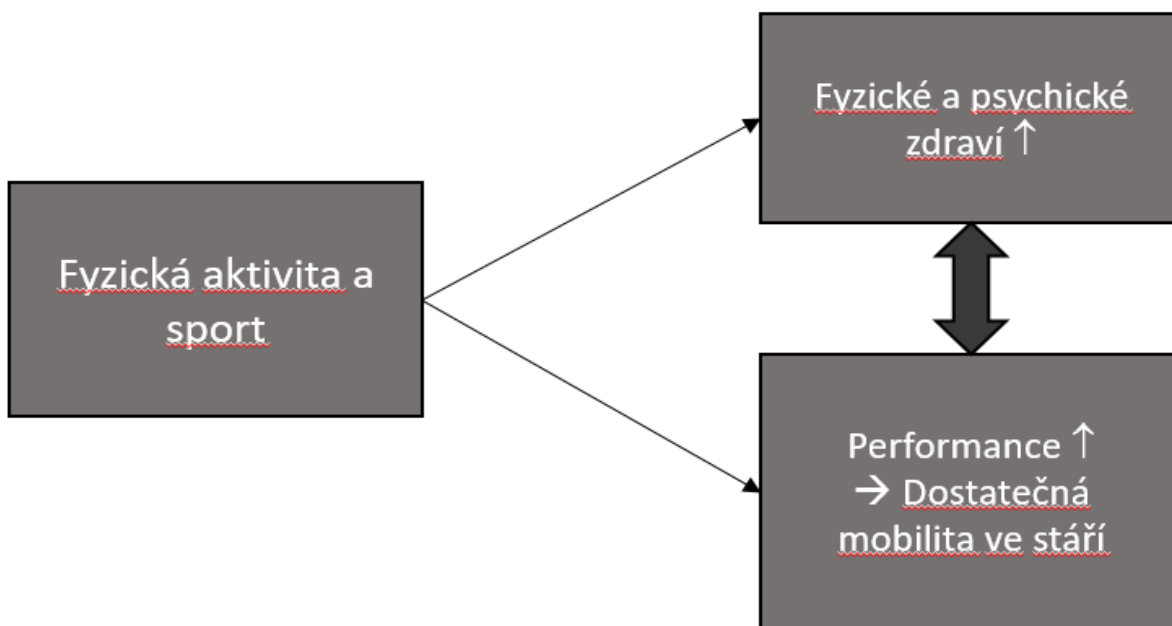 Fyzická aktivita a
sport
Fyzické a psychické
zdraví ↑
Performance ↑
→ Dostatečná
mobilita ve stáří